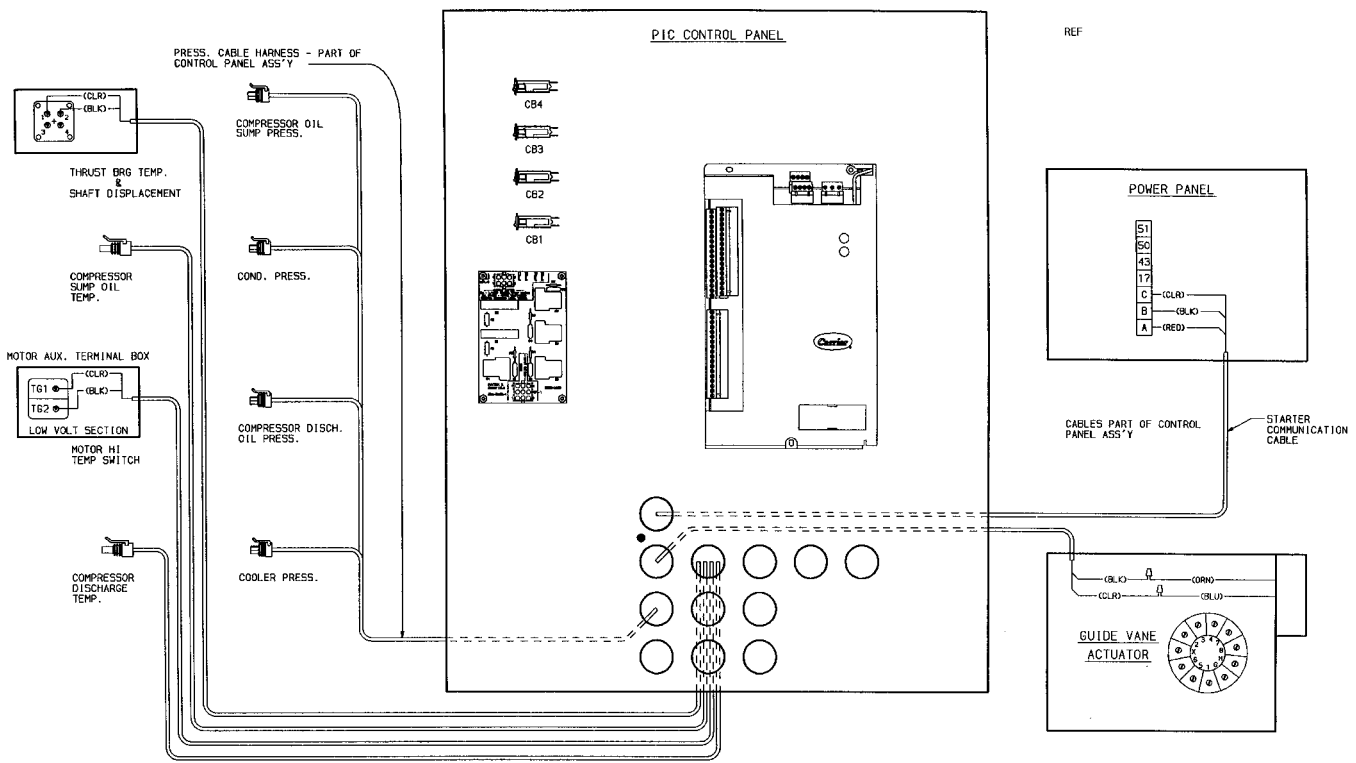 PIC CONTROL PANEL
REF
PRESS. CABLE HARNESS - PART OF
CONTROL PANEL ASS'Y
(CLR)
(BLK)
1
2
3
4
THRUST BRG TEMP.
&
SHAFT DISPLACEMENT
COMPRESSOR OIL
SUMP PRESS.
CB4
CB3
CB2
CB1
COMPRESSOR
SUMP OIL
TEMP.
COND. PRESS.
MOTOR AUX. TERMINAL BOX
(CLR)
(BLK)
TG1
TG2
LOW VOLT SECTION
MOTOR HI
TEMP SWITCH
COMPRESSOR DISCH.
OIL PRESS.
COMPRESSOR
DISCHARGE
TEMP.
COOLER PRESS.
Carrier
POWER PANEL
51
50
43
17
C
(CLR)
B
(BLK)
A
(RED)
CABLES PART OF CONTROL
PANEL ASS'Y
STARTER
COMMUNICATION
CABLE
(BLK)
(ORN)
(CLR)
(BLU)
GUIDE VANE
ACTUATOR